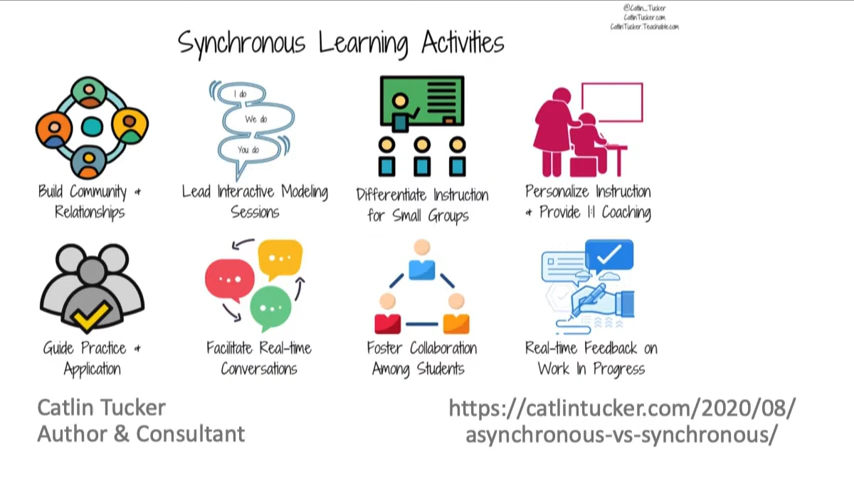 @Catlin_Tucker
CatlinTucker.com
CatlinTucker.Teachable.com
Synchronous Learning Activities
I do
We do
You do
Build Community +
Relationships
Lead Interactive Modeling
Sessions
Differentiate Instruction
for Small Groups
Personalize Instruction
+ Provide 1:1 Coaching
Guide Practice +
Application
Facilitate Real-time
Conversations
Foster Collaboration
Among Students
Real-time Feedback on
Work In Progress
Catlin Tucker
Author & Consultant
https://catlintucker.com/2020/08/
asynchronous-vs-synchronous/